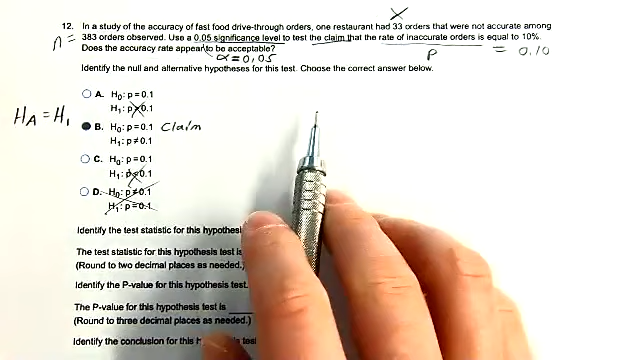 X
12. In a study of the accuracy of fast food drive-through orders, one restaurant had 33 orders that were not accurate among
n = 383 orders observed. Use a 0.05 significance level to test the claim that the rate of inaccurate orders is equal to 10%.
Does the accuracy rate appear to be acceptable? α = 0.05 p = 0.10
Identify the null and alternative hypotheses for this test. Choose the correct answer below.
A. H0: p = 0.1
H1: p > 0.1
HA = H1
B. H0: p = 0.1 Claim
H1: p ≠ 0.1
C. H0: p = 0.1
H1: p < 0.1
D. H0: p ≠ 0.1
H1: p = 0.1
Identify the test statistic for this hypothesis
The test statistic for this hypothesis test is
(Round to two decimal places as needed.)
Identify the P-value for this hypothesis test.
The P-value for this hypothesis test is ___
(Round to three decimal places as needed.)
Identify the conclusion for this test